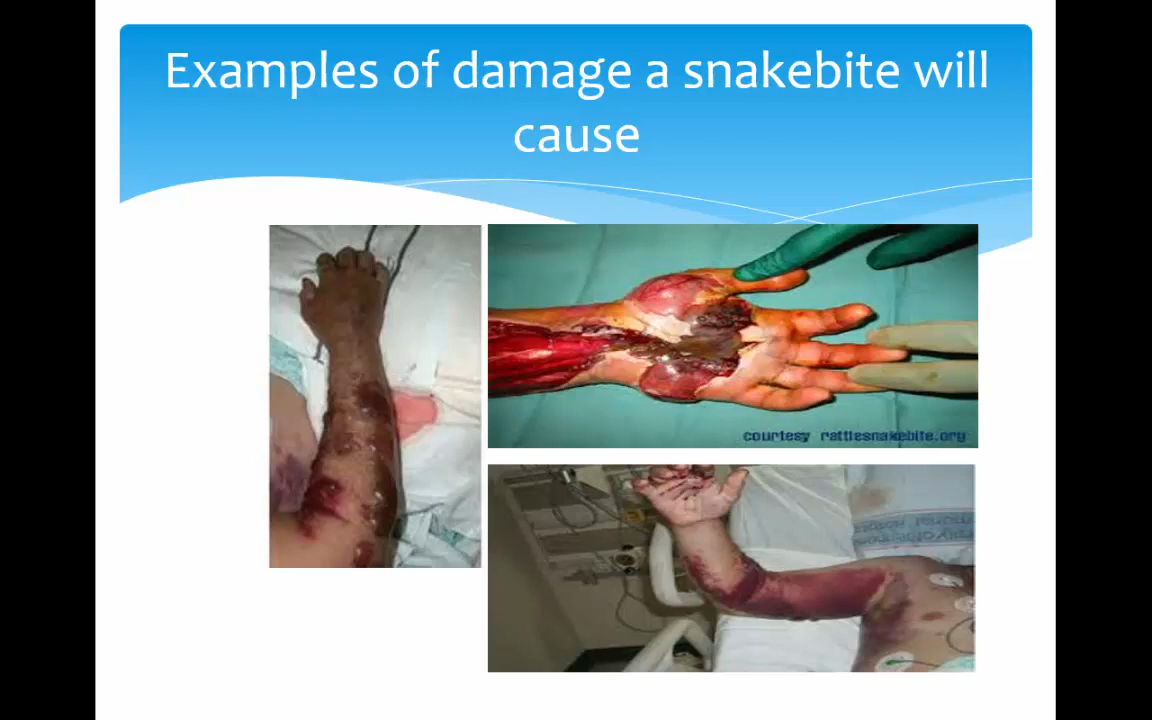 Examples of damage a snakebite will
cause
courtesy rattlesnakebite.org